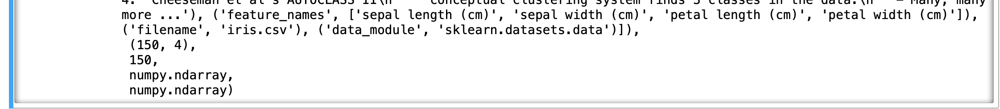 4. "Cheeseman et al"s AUTOCLASS II\n      conceptual clustering system finds 3 classes in the data.\n   - Many, many
more ...'), ('feature_names', ['sepal length (cm)', 'sepal width (cm)', 'petal length (cm)', 'petal width (cm)']),
('filename', 'iris.csv'), ('data_module', 'sklearn.datasets.data')]),
(150, 4),
150,
numpy.ndarray,
numpy.ndarray)